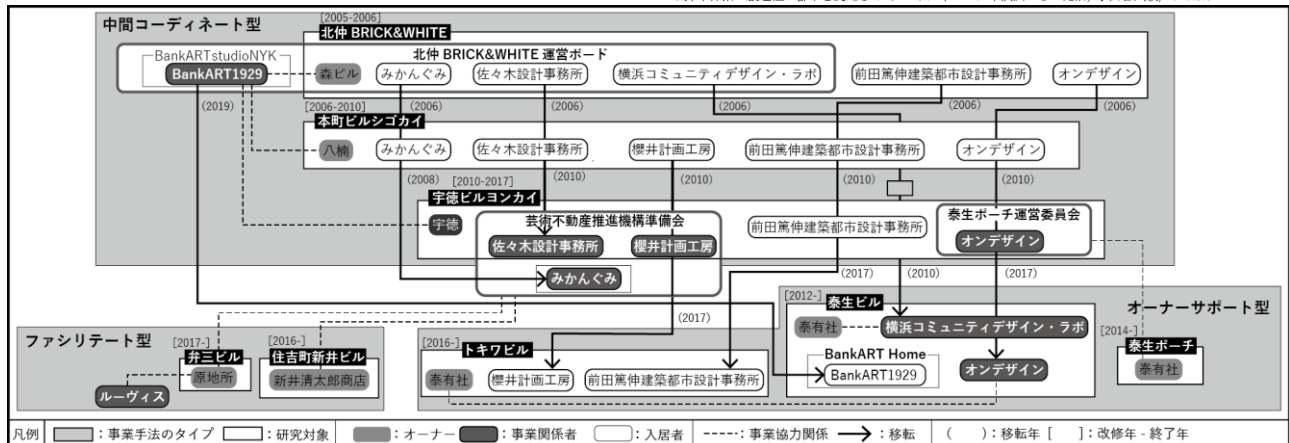 中間コーディネート型
[2005-2006]
北仲 BRICK&WHITE
BankARTstudioNYK
北仲 BRICK&WHITE 運営ボード
BankART1929
森ビル
みかんぐみ
佐々木設計事務所
横浜コミュニティデザイン・ラボ
前田篤伸建築都市設計事務所
オンデザイン
(2019)
[2006-2010]
(2006)
(2006)
(2006)
(2006)
(2006)
本町ビルシゴカイ
八楠
みかんぐみ
佐々木設計事務所
櫻井計画工房
前田篤伸建築都市設計事務所
オンデザイン
(2008)
[2010-2017]
(2010)
(2010)
(2010)
(2010)
宇徳ビルヨンカイ
宇徳
芸術不動産推進機構準備会
泰生ポーチ運営委員会
佐々木設計事務所
櫻井計画工房
前田篤伸建築都市設計事務所
オンデザイン
みかんぐみ
(2017)
(2010)
(2017)
[2012-]
泰生ビル
オーナーサポート型
(2017)
泰有社
横浜コミュニティデザイン・ラボ
[2014-]
泰生ポーチ
泰有社
ファシリテート型
[2017-]
弁三ビル
原地所
[2016-]
住吉町新井ビル
新井清太郎商店
ルーヴィス
[2016-]
トキワビル
泰有社
櫻井計画工房
前田篤伸建築都市設計事務所
BankART Home
BankART1929
オンデザイン
凡例 ：事業手法のタイプ ：研究対象 ：オーナー ：事業関係者 ：入居者 ：事業協力関係 ：移転 ( )：移転年 [ ]：改修年 - 終了年